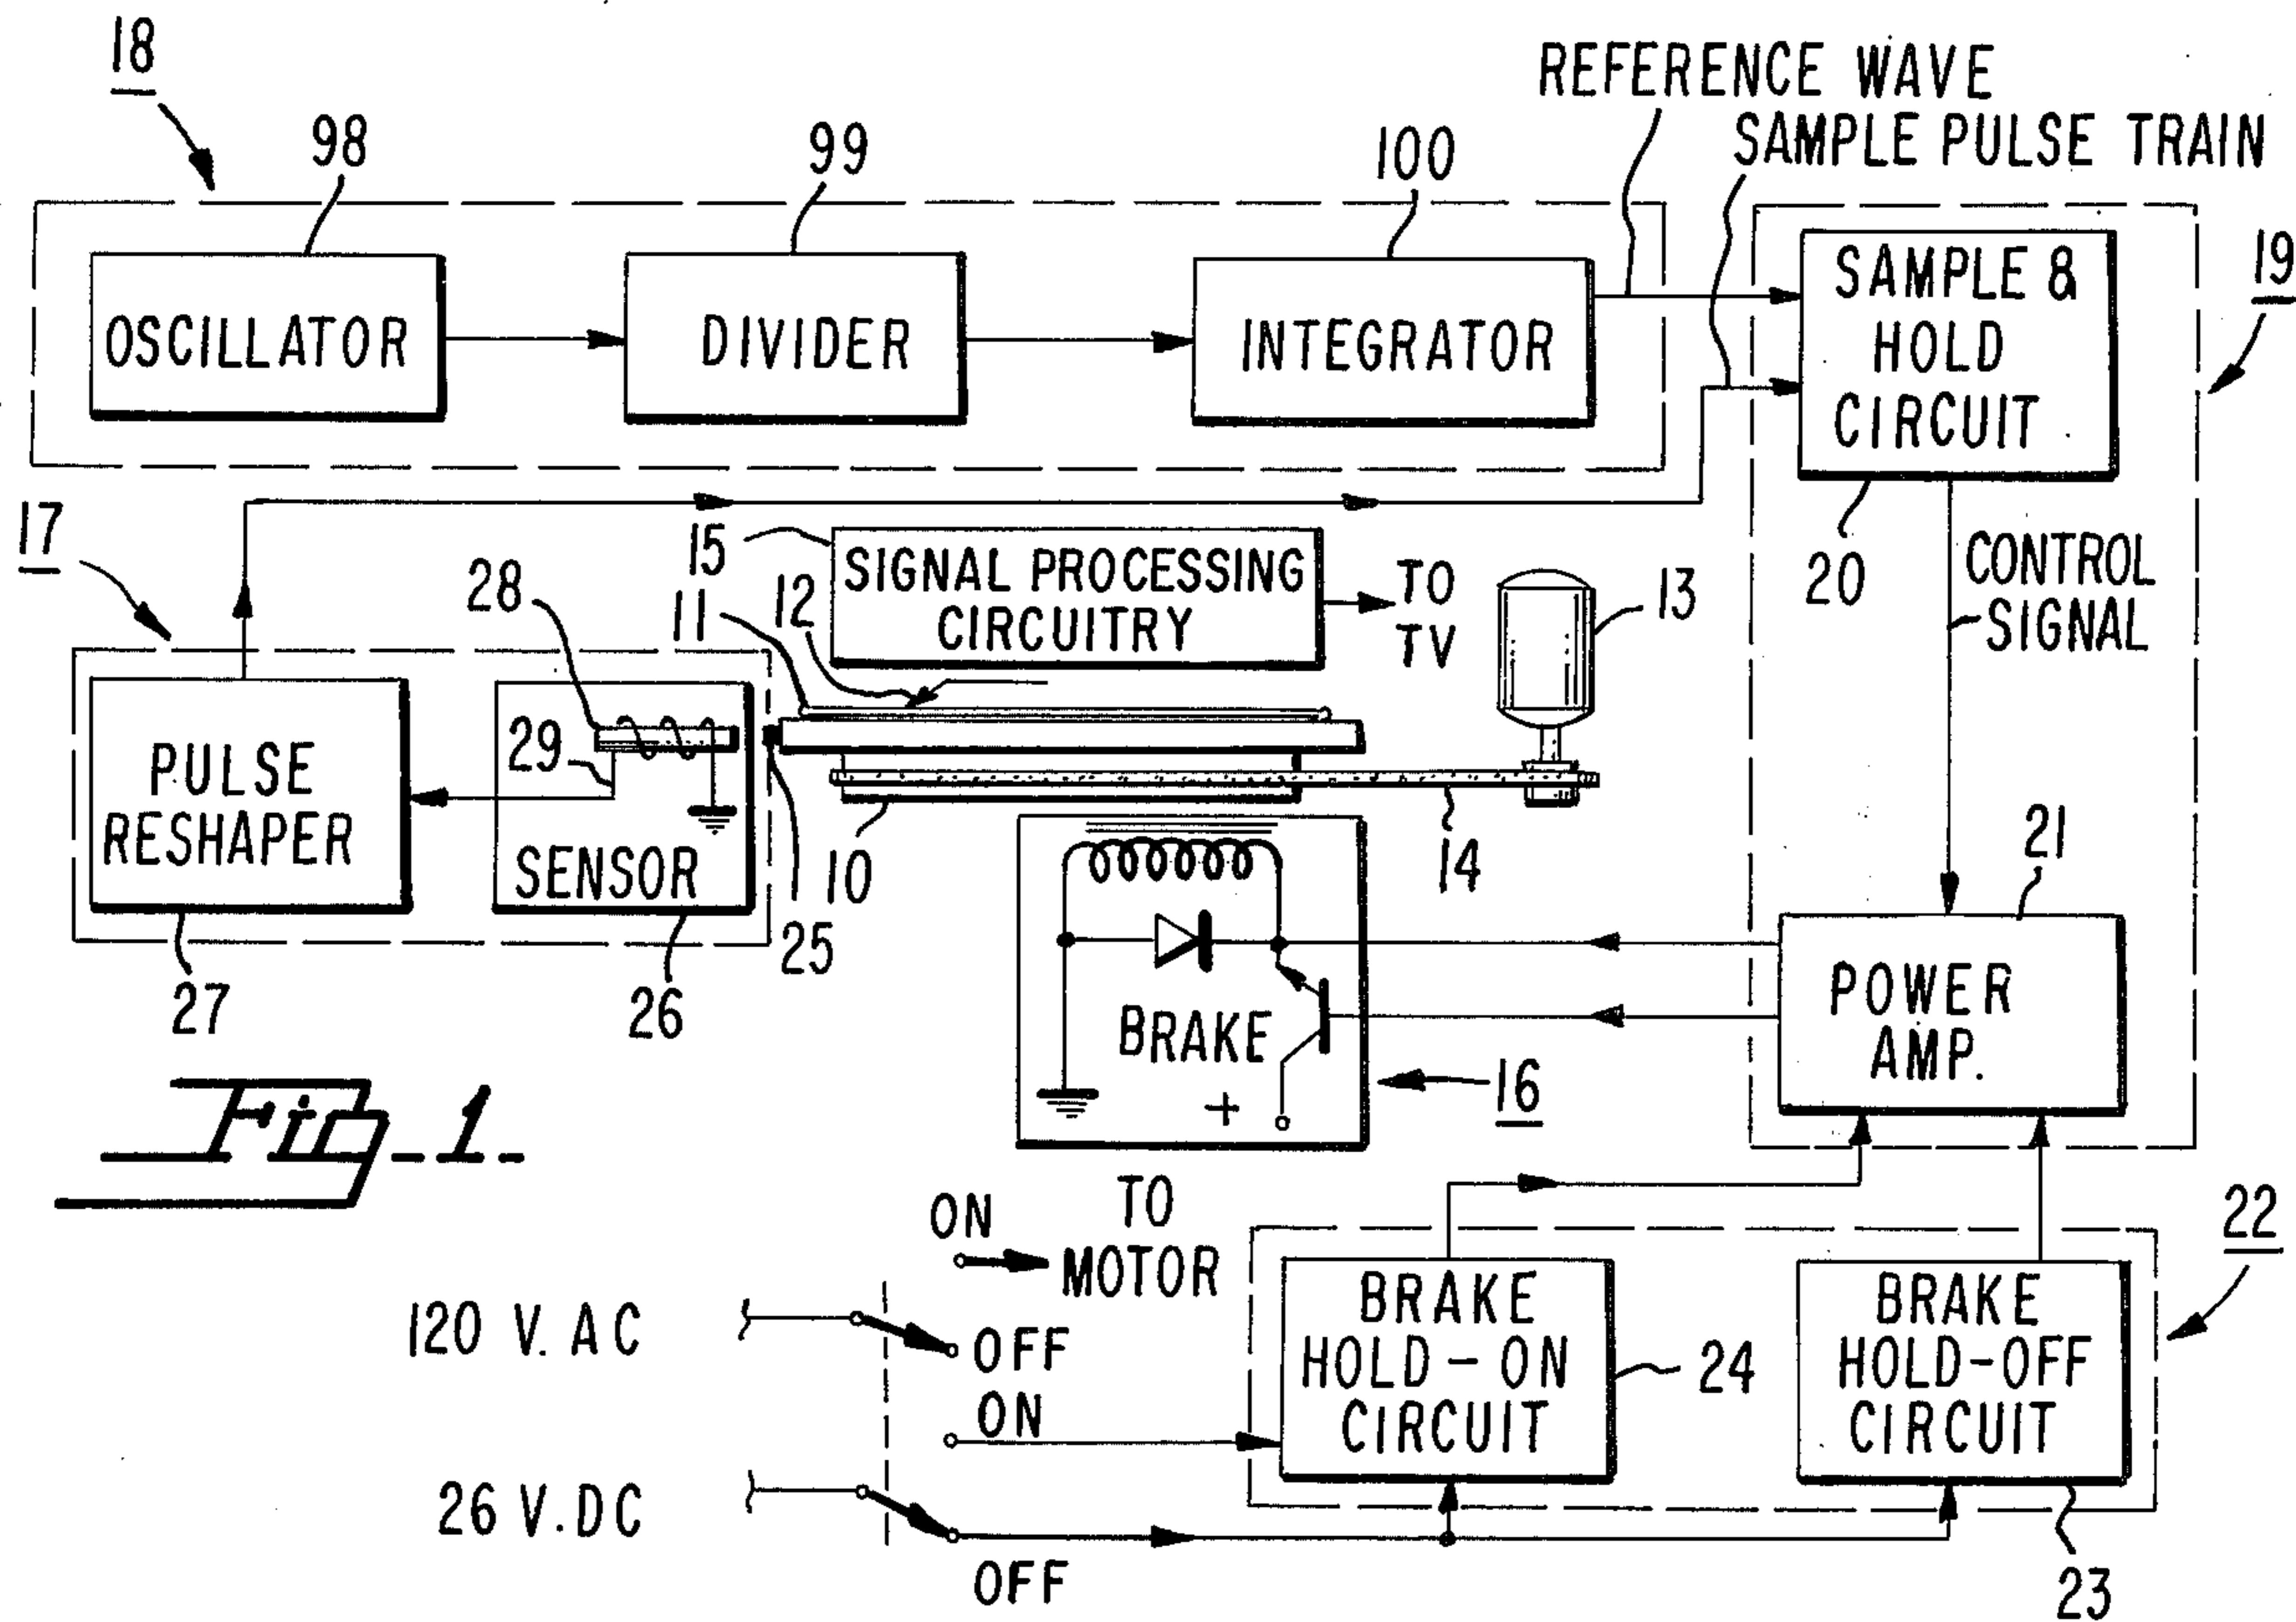 18
98
99
100
REFERENCE WAVE
SAMPLE PULSE TRAIN
OSCILLATOR
DIVIDER
INTEGRATOR
SAMPLE &
HOLD
CIRCUIT
19
17
28
29
15
11
12
SIGNAL PROCESSING
CIRCUITRY
TO
TV
13
20
CONTROL
SIGNAL
PULSE
RESHAPER
SENSOR
27
26
25
10
14
21
BRAKE
+
16
POWER
AMP.
Fig-1-
ON
TO
MOTOR
120 V. AC
OFF
ON
26 V.DC
OFF
BRAKE
HOLD-ON
CIRCUIT
24
BRAKE
HOLD-OFF
CIRCUIT
22
23